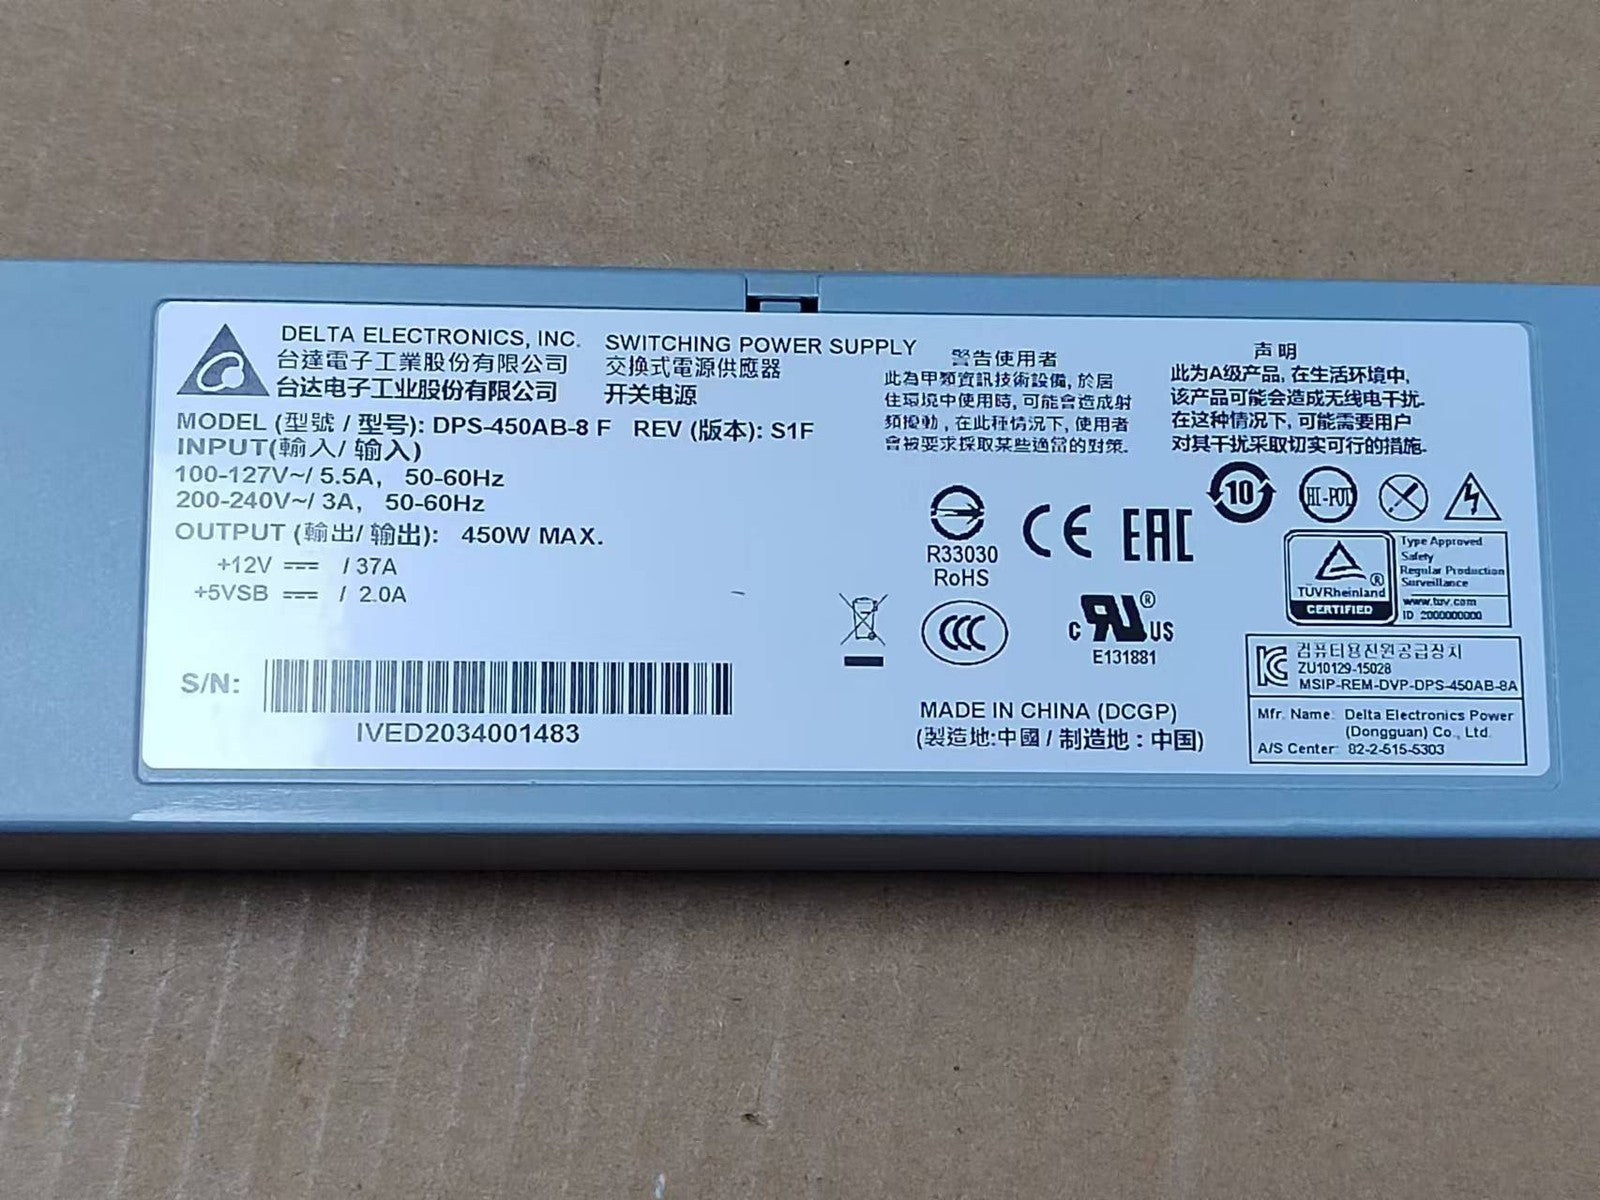 DELTA ELECTRONICS, INC.
台達電子工業股份有限公司
台达电子工业股份有限公司
SWITCHING POWER SUPPLY
交換式電源供應器
开关电源
MODEL (型號 / 型号): DPS-450AB-8 F REV (版本): S1F
INPUT(輸入/ 输入)
100-127V~/ 5.5A, 50-60Hz
200-240V~/ 3A, 50-60Hz
OUTPUT (輸出/ 输出): 450W MAX.
+12V ⎓ / 37A
+5VSB ⎓ / 2.0A
S/N:
IVED2034001483
警告使用者
此為甲類資訊技術設備, 於居
住環境中使用時, 可能會造成射
頻擾動, 在此種情況下, 使用者
會被要求採取某些適當的對策.
声 明
此为A级产品, 在生活环境中,
该产品可能会造成无线电干扰.
在这种情况下, 可能需要用户
对其干扰采取切实可行的措施.
R33030
RoHS
CE
EAC
10
HI-POT
CCC
c RU ® US
E131881
TÜVRheinland ®
CERTIFIED
Type Approved
Safety
Regular Production
Surveillance
www.tuv.com
ID 2000000000
컴퓨터용전원공급장치
ZU10129-15028
MSIP-REM-DVP-DPS-450AB-8A
Mfr. Name: Delta Electronics Power
(Dongguan) Co., Ltd.
A/S Center: 82-2-515-5303
MADE IN CHINA (DCGP)
(製造地:中國 / 制造地：中国)